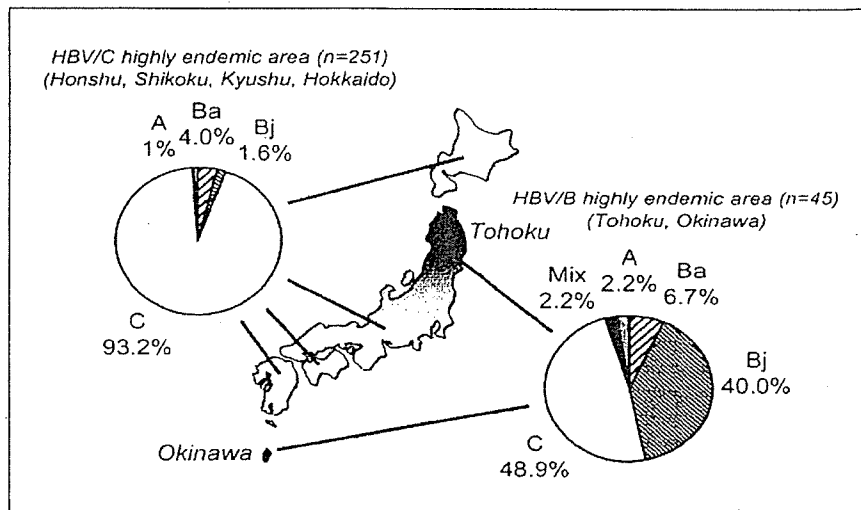 HBV/C highly endemic area (n=251)
(Honshu, Shikoku, Kyushu, Hokkaido)
A
1%
Ba
4.0%
Bj
1.6%
C
93.2%
HBV/B highly endemic area (n=45)
(Tohoku, Okinawa)
Tohoku
Mix
2.2%
A
2.2%
Ba
6.7%
Bj
40.0%
C
48.9%
Okinawa